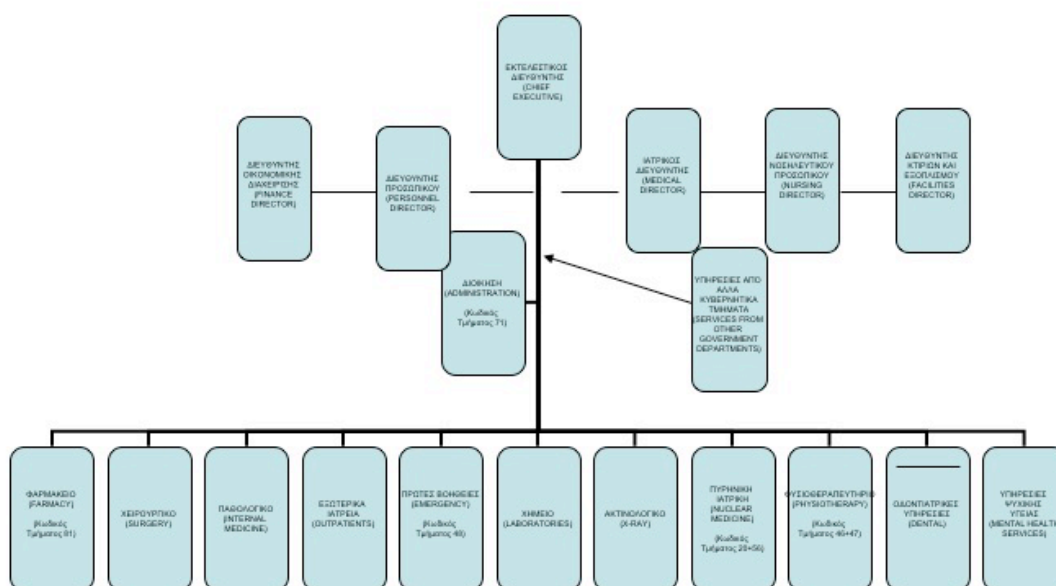 ΕΚΤΕΛΕΣΤΙΚΟΣ
ΔΙΕΥΘΥΝΤΗΣ
(CHIEF
EXECUTIVE)
ΔΙΕΥΘΥΝΤΗΣ
ΟΙΚΟΝΟΜΙΚΗΣ
ΔΙΑΧΕΙΡΙΣΗΣ
(FINANCE
DIRECTOR)
ΔΙΕΥΘΥΝΤΗΣ
ΠΡΟΣΩΠΙΚΟΥ
(PERSONNEL
DIRECTOR)
ΙΑΤΡΙΚΟΣ
ΔΙΕΥΘΥΝΤΗΣ
(MEDICAL
DIRECTOR)
ΔΙΕΥΘΥΝΤΗΣ
ΝΟΣΗΛΕΥΤΙΚΟΥ
ΠΡΟΣΩΠΙΚΟΥ
(NURSING
DIRECTOR)
ΔΙΕΥΘΥΝΤΗΣ
ΚΤΙΡΙΩΝ ΚΑΙ
ΕΞΟΠΛΙΣΜΟΥ
(FACILITIES
DIRECTOR)
ΔΙΟΙΚΗΣΗ
(ADMINISTRATION)
(Κωδικός
Τμήματος 71)
ΥΠΗΡΕΣΙΕΣ ΑΠΟ
ΑΛΛΑ
ΚΥΒΕΡΝΗΤΙΚΑ
ΤΜΗΜΑΤΑ
(SERVICES FROM
OTHER
GOVERNMENT
DEPARTMENTS)
ΦΑΡΜΑΚΕΙΟ
(FARMACY)
(Κωδικός
Τμήματος 81)
ΧΕΙΡΟΥΡΓΙΚΟ
(SURGERY)
ΠΑΘΟΛΟΓΙΚΟ
(INTERNAL
MEDICINE)
ΕΞΩΤΕΡΙΚΑ
ΙΑΤΡΕΙΑ
(OUTPATIENTS)
ΠΡΩΤΕΣ ΒΟΗΘΕΙΕΣ
(EMERGENCY)
(Κωδικός
Τμήματος 48)
ΧΗΜΕΙΟ
(LABORATORIES)
ΑΚΤΙΝΟΛΟΓΙΚΟ
(X-RAY)
ΠΥΡΗΝΙΚΗ
ΙΑΤΡΙΚΗ
(NUCLEAR
MEDICINE)
(Κωδικός
Τμήματος 28+56)
ΦΥΣΙΟΘΕΡΑΠΕΥΤΗΡΙΟ
(PHYSIOTHERAPY)
(Κωδικός
Τμήματος 46+47)
ΟΔΟΝΤΙΑΤΡΙΚΕΣ
ΥΠΗΡΕΣΙΕΣ
(DENTAL)
ΥΠΗΡΕΣΙΕΣ
ΨΥΧΙΚΗΣ
ΥΓΕΙΑΣ
(MENTAL HEALTH
SERVICES)